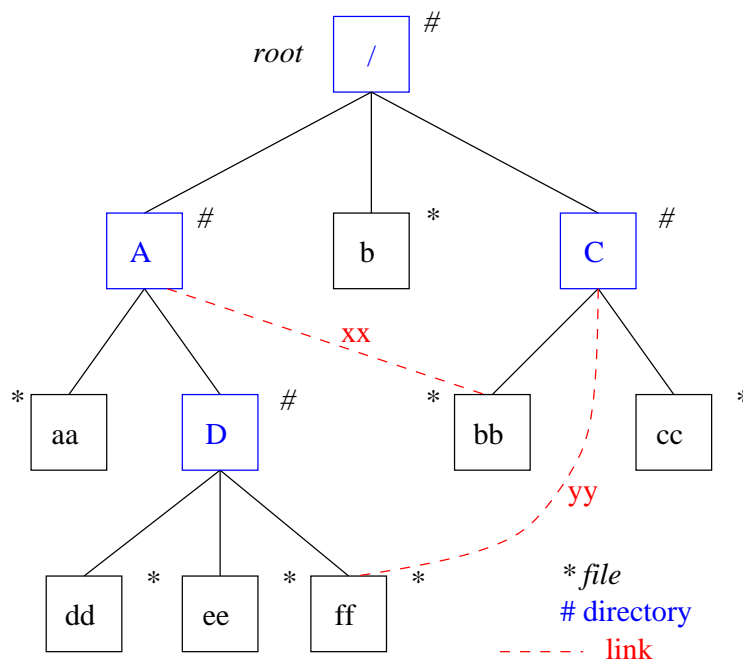 #
root
/
#
*
#
A
b
C
xx
*
#
*
*
aa
D
bb
cc
yy
*
*
*
dd
ee
ff
* file
# directory
link